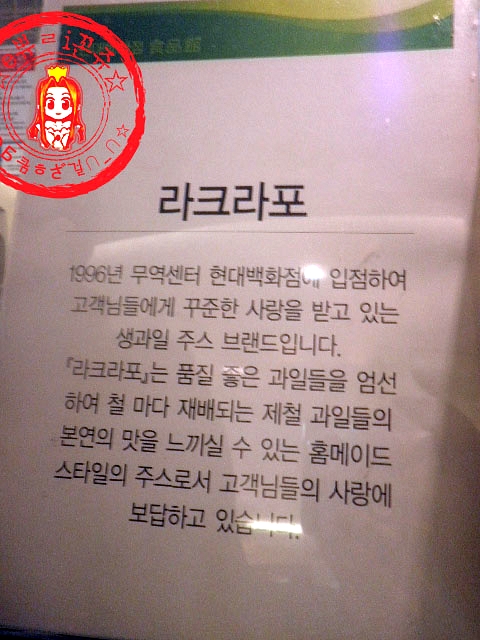 食品館
라크라포
1996년 무역센터 현대백화점에 입점하여
고객님들에게 꾸준한 사랑을 받고 있는
생과일 주스 브랜드입니다.
『라크라포』는 품질 좋은 과일들을 엄선
하여 철 마다 재배되는 제철 과일들의
본연의 맛을 느끼실 수 있는 홈메이드
스타일의 주스로서 고객님들의 사랑에
보답하고 있습니다.